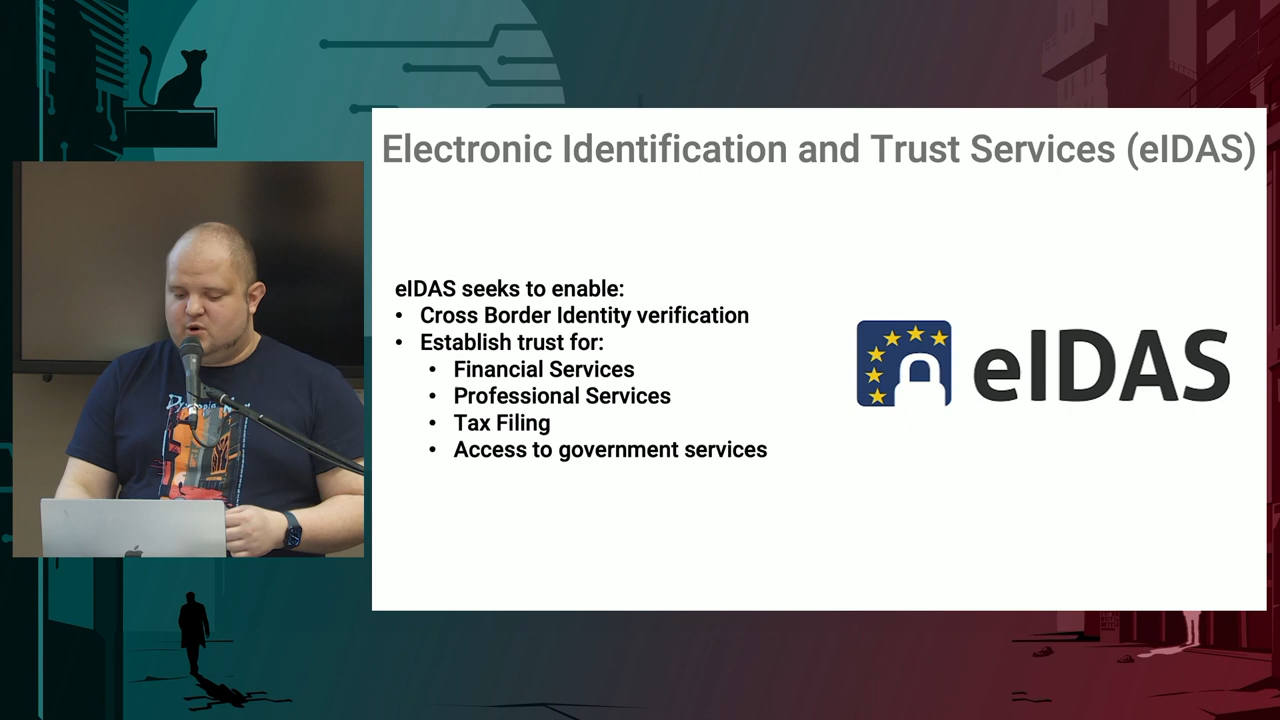 Electronic Identification and Trust Services (eIDAS)
eIDAS seeks to enable:
• Cross Border Identity verification
• Establish trust for:
• Financial Services
• Professional Services
• Tax Filing
• Access to government services
eIDAS